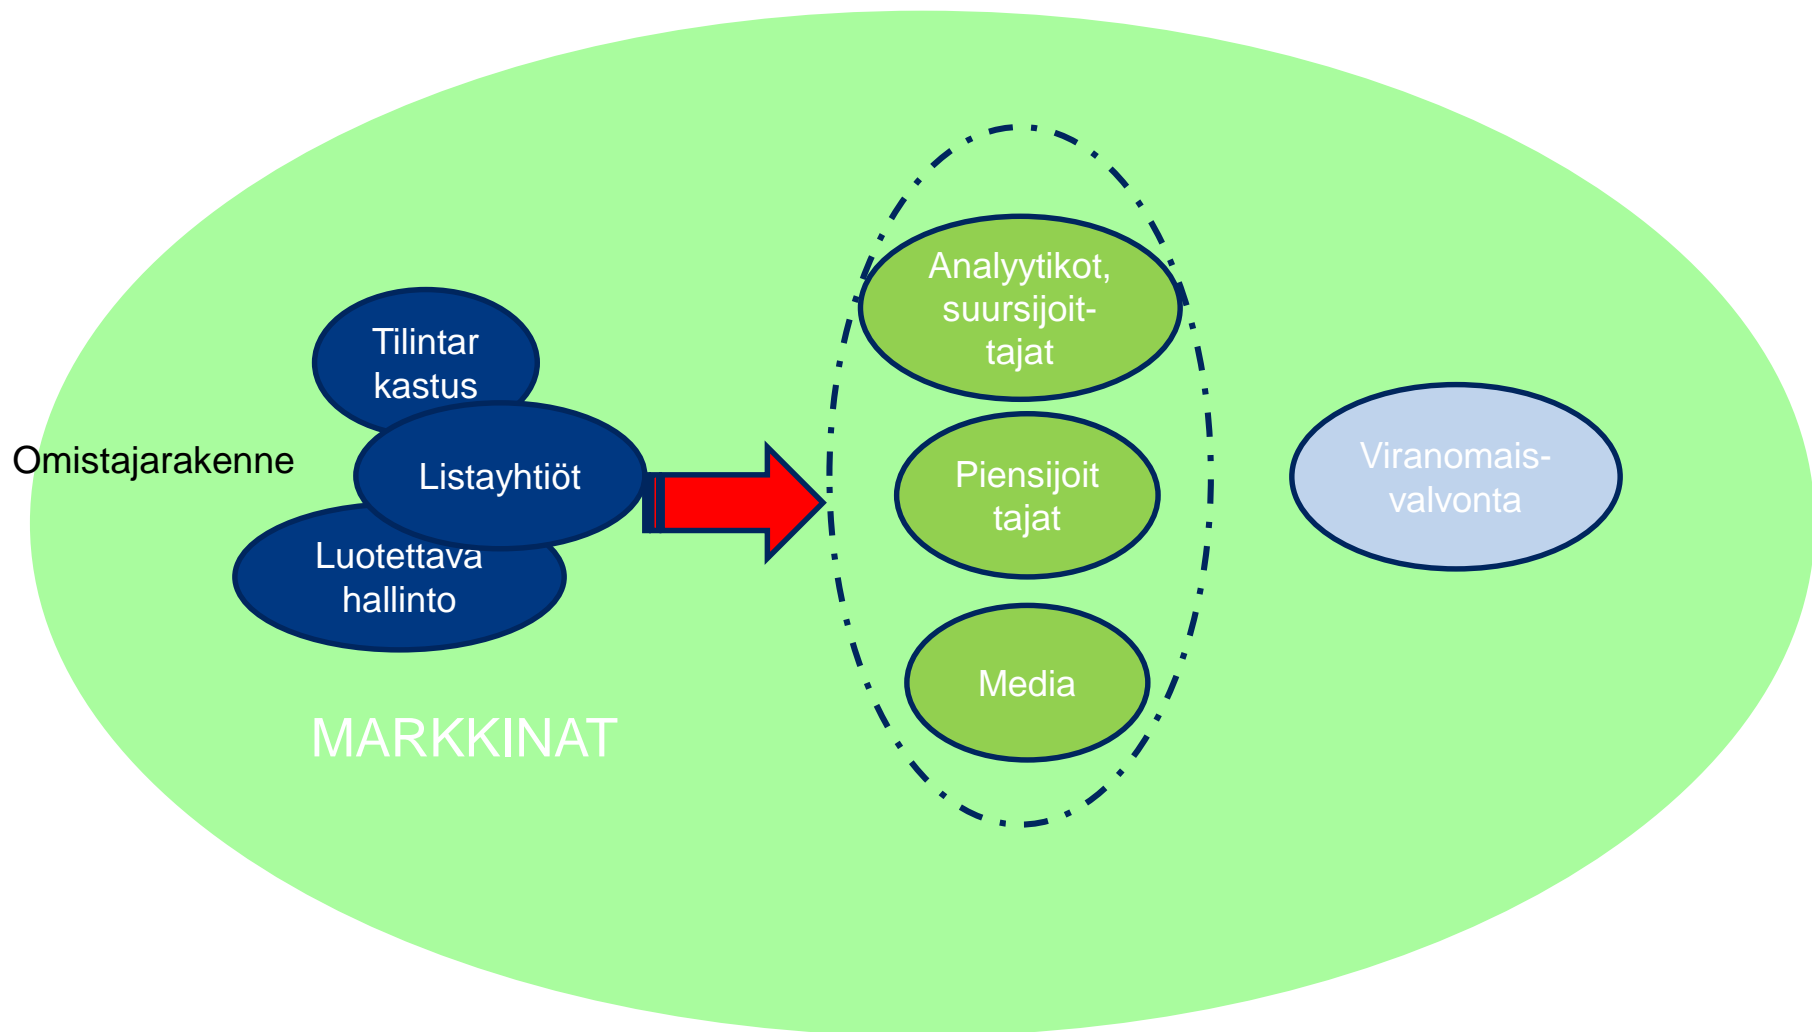 Omistajarakenne
Tilintar
kastus
Listayhtiöt
Luotettava
hallinto
MARKKINAT
Analyytikot,
suursijoit-
tajat
Piensijoit
tajat
Media
Viranomais-
valvonta